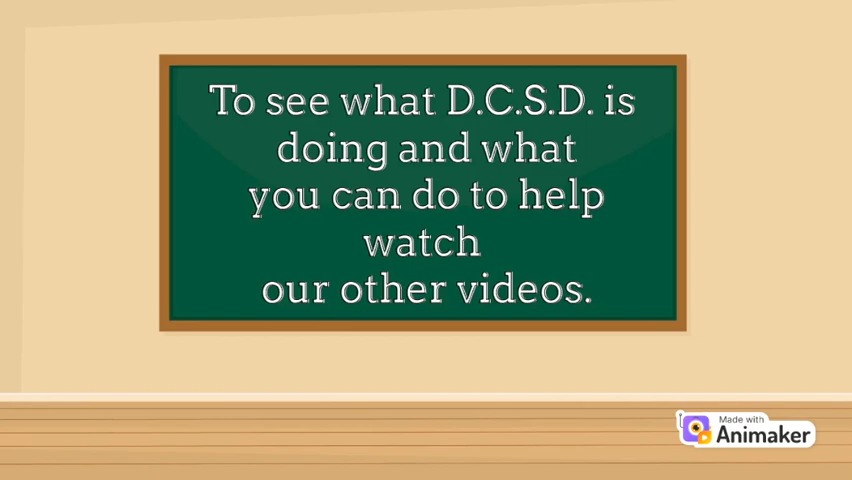 To see what D.C.S.D. is
doing and what
you can do to help
watch
our other videos.
Made with
Animaker